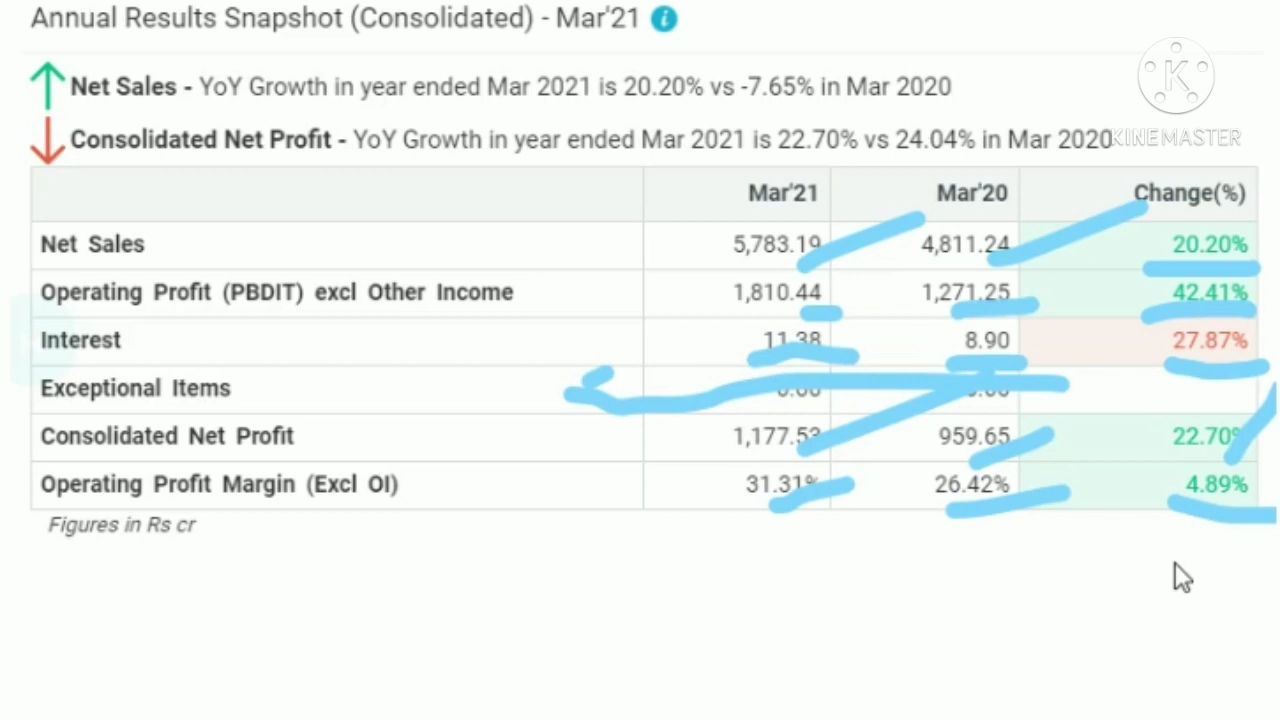 Annual Results Snapshot (Consolidated) - Mar'21 i
Net Sales - YoY Growth in year ended Mar 2021 is 20.20% vs -7.65% in Mar 2020
K
Consolidated Net Profit - YoY Growth in year ended Mar 2021 is 22.70% vs 24.04% in Mar 2020
KINEMASTER
Mar'21 Mar'20 Change(%)
Net Sales 5,783.19 4,811.24 20.20%
Operating Profit (PBDIT) excl Other Income 1,810.44 1,271.25 42.41%
Interest 11.38 8.90 27.87%
Exceptional Items
Consolidated Net Profit 1,177.53 959.65 22.70%
Operating Profit Margin (Excl OI) 31.31% 26.42% 4.89%
Figures in Rs cr